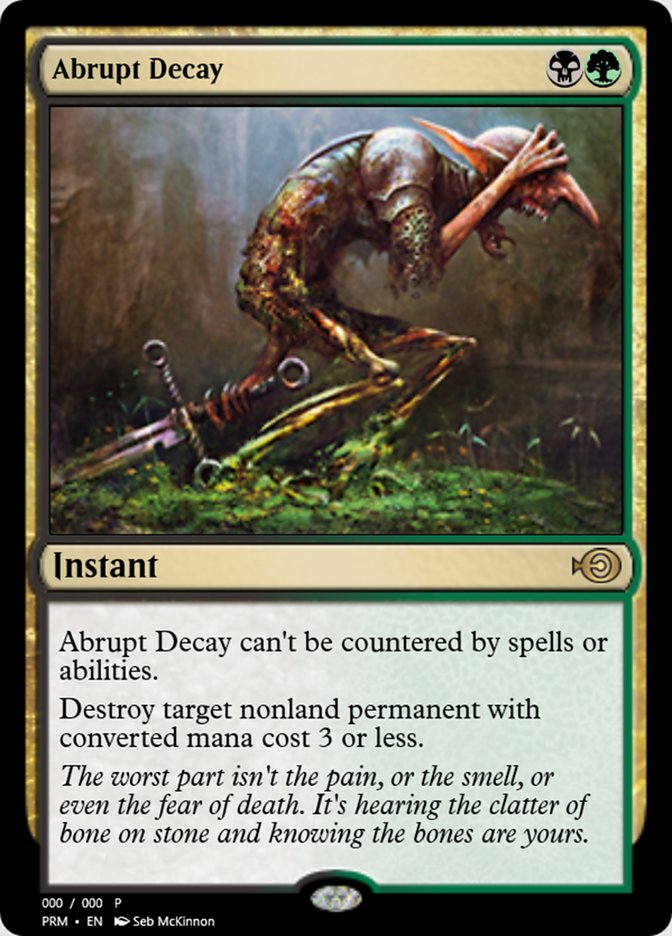 Abrupt Decay
Instant
Abrupt Decay can't be countered by spells or
abilities.
Destroy target nonland permanent with
converted mana cost 3 or less.
The worst part isn't the pain, or the smell, or
even the fear of death. It's hearing the clatter of
bone on stone and knowing the bones are yours.
000 / 000 P
PRM • EN Seb McKinnon